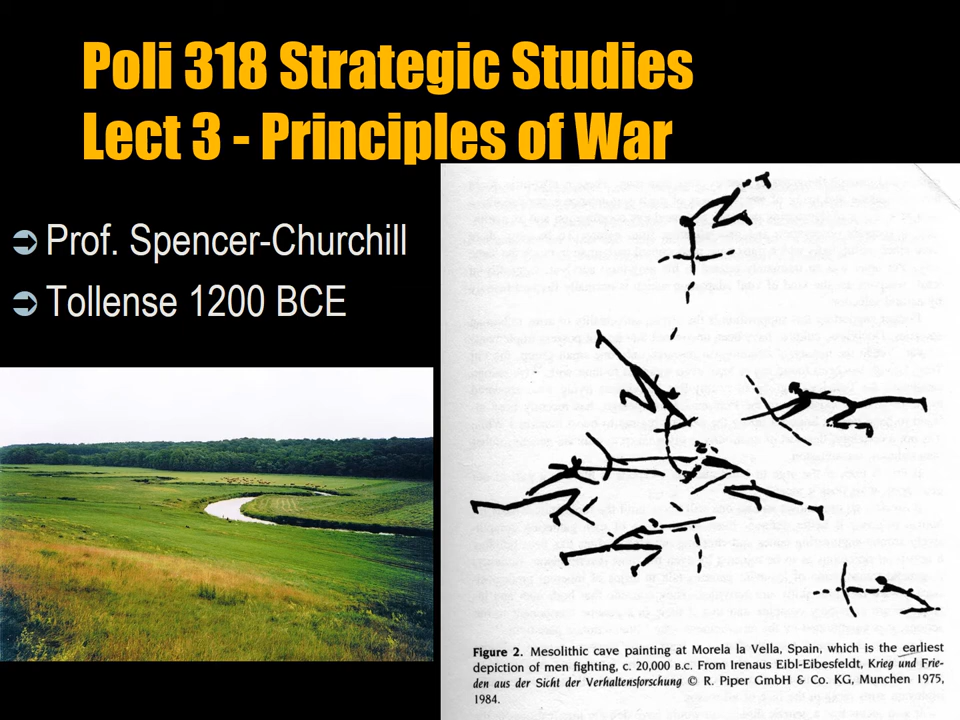 Poli 318 Strategic Studies
Lect 3 - Principles of War
Prof. Spencer-Churchill
Tollense 1200 BCE
Figure 2. Mesolithic cave painting at Morela la Vella, Spain, which is the earliest
depiction of men fighting, c. 20,000 B.C. From Irenaus Eibl-Eibesfeldt, Krieg und Frie-
den aus der Sicht der Verhaltensforschung © R. Piper GmbH & Co. KG, Munchen 1975,
1984.